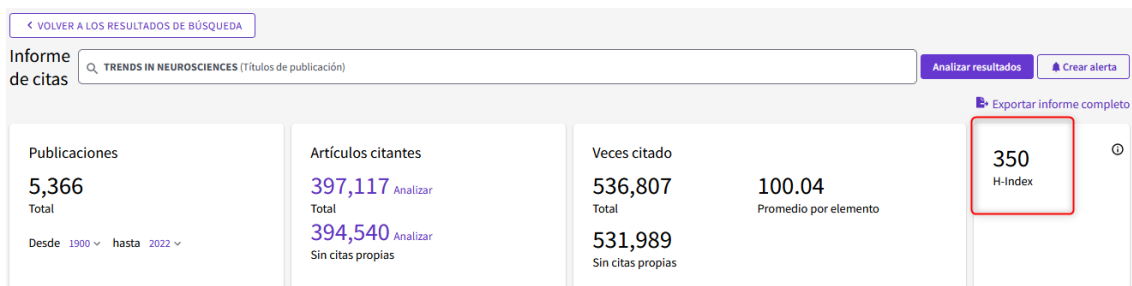 VOLVER A LOS RESULTADOS DE BÚSQUEDA
Informe de citas
TRENDS IN NEUROSCIENCES (Títulos de publicación)
Analizar resultados
Crear alerta
Exportar informe completo
Publicaciones
5,366
Total
Desde 1900 hasta 2022
Artículos citantes
397,117 Analizar
Total
394,540 Analizar
Sin citas propias
Veces citado
536,807
Total
531,989
Sin citas propias
100.04
Promedio por elemento
350
H-Index